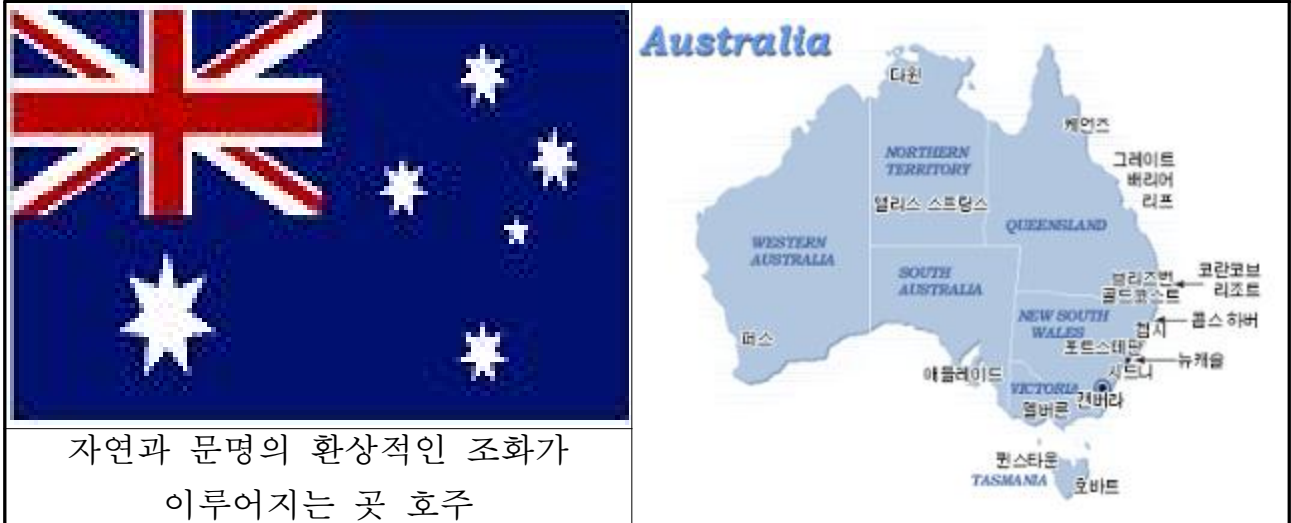 자연과 문명의 환상적인 조화가
이루어지는 곳 호주
Australia
다윈
케언즈
NORTHERN
TERRITORY
그레이트
배리어
리프
앨리스 스프링스
QUEENSLAND
WESTERN
AUSTRALIA
SOUTH
AUSTRALIA
브리즈번
골드코스트
코란코브
리조트
NEW SOUTH
WALES
콥스 하버
퍼스
포트스테판
뉴캐슬
시드니
애들레이드
VICTORIA
캔버라
멜버른
퀸스타운
TASMANIA
호바트